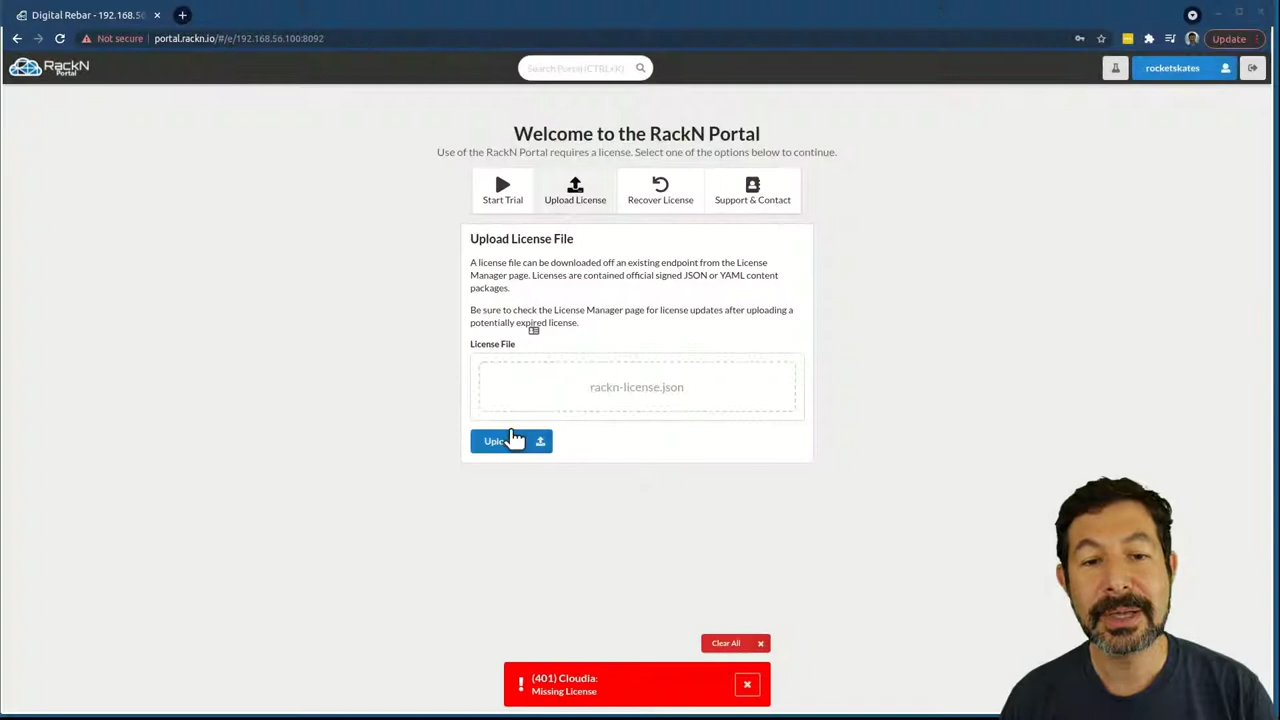 Digital Rebar - 192.168.5
Not secure
portal.rackn.io/#/e/192.168.56.100:8092
Update
RackN
Portal
Search Portal (CTRL+K)
rocketskates
Welcome to the RackN Portal
Use of the RackN Portal requires a license. Select one of the options below to continue.
Start Trial
Upload License
Recover License
Support & Contact
Upload License File
A license file can be downloaded off an existing endpoint from the License
Manager page. Licenses are contained official signed JSON or YAML content
packages.
Be sure to check the License Manager page for license updates after uploading a
potentially expired license.
License File
rackn-license.json
Clear All
(401) Cloudia:
Missing License